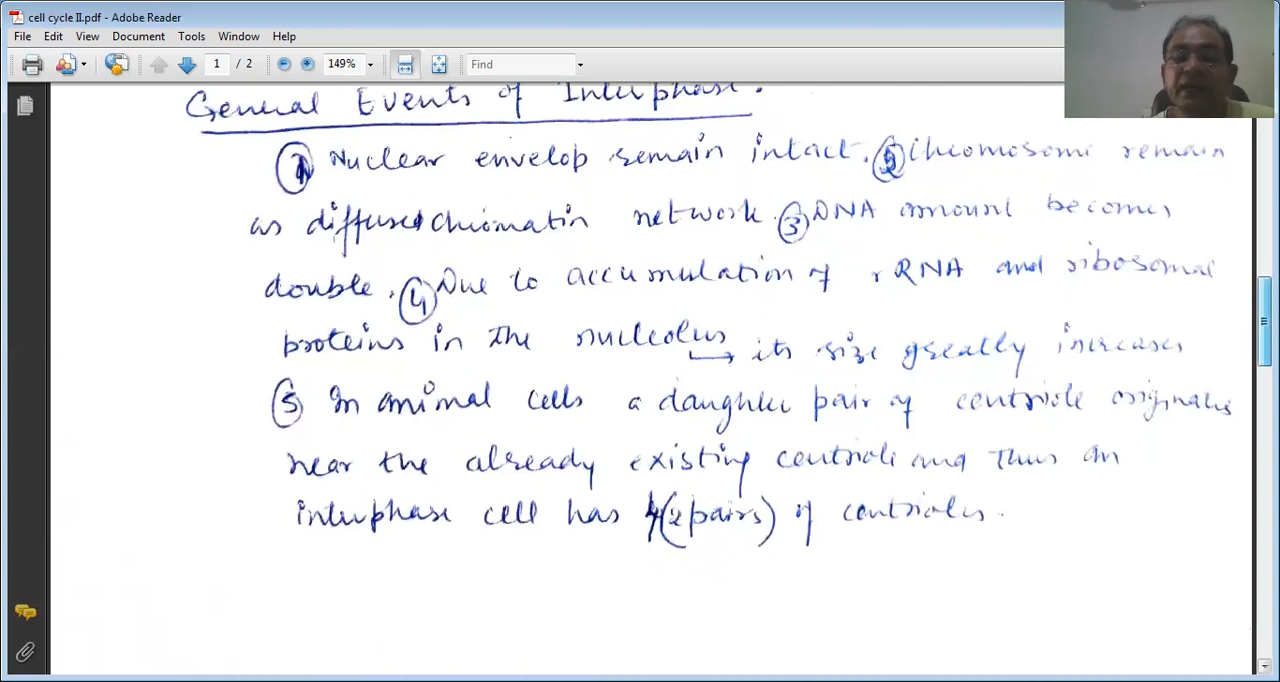 cell cycle II.pdf - Adobe Reader
File Edit View Document Tools Window Help
1 / 2 149% Find
General Events of Interphase.
1 Nuclear envelop remain intact. 2 Chromosome remain
as diffused chromatin network. 3 DNA amount becomes
double. 4 Due to accumulation of rRNA and ribosomal
proteins in the nucleolus → its size greatly increases
5 In animal cells a daughter pair of centriole originates
near the already existing centriole and thus an
interphase cell has 4 (2 pairs) of centrioles.